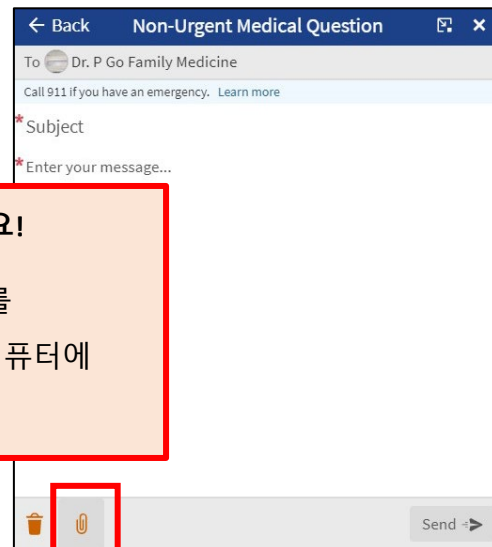 ← Back Non-Urgent Medical Question ×
To Dr. P Go Family Medicine
Call 911 if you have an emergency. Learn more
*Subject
*Enter your message...
요!
를
퓨터에
Send